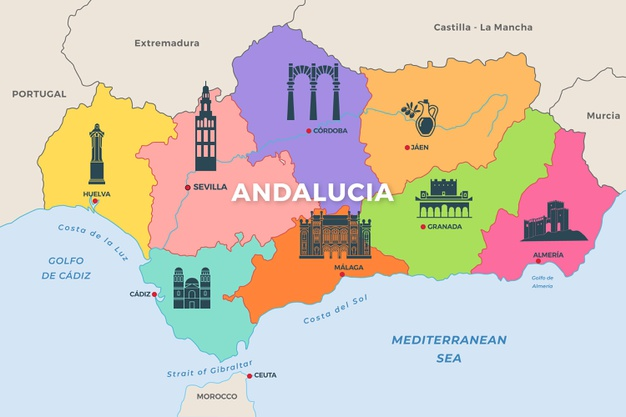 Castilla - La Mancha
Extremadura
PORTUGAL
Murcia
CÓRDOBA
JÁEN
SEVILLA
ANDALUCIA
HUELVA
GRANADA
Costa de la Luz
ALMERÍA
GOLFO
DE CÁDIZ
MÁLAGA
Golfo de
Almeria
CÁDIZ
Costa del Sol
MEDITERRANEAN
SEA
Strait of Gibraltar
CEUTA
MOROCCO